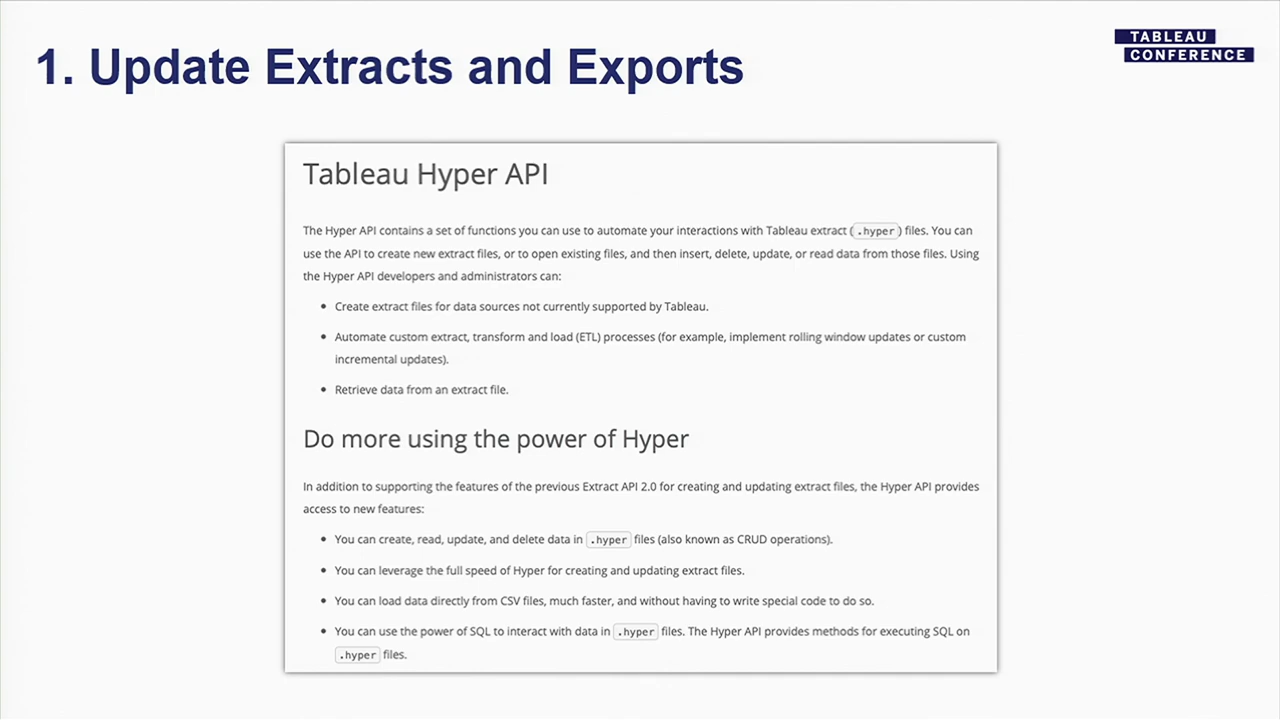 1. Update Extracts and Exports
TABLEAU
CONFERENCE
Tableau Hyper API
The Hyper API contains a set of functions you can use to automate your interactions with Tableau extract ( .hyper ) files. You can
use the API to create new extract files, or to open existing files, and then insert, delete, update, or read data from those files. Using
the Hyper API developers and administrators can:
• Create extract files for data sources not currently supported by Tableau.
• Automate custom extract, transform and load (ETL) processes (for example, implement rolling window updates or custom
incremental updates).
• Retrieve data from an extract file.
Do more using the power of Hyper
In addition to supporting the features of the previous Extract API 2.0 for creating and updating extract files, the Hyper API provides
access to new features:
• You can create, read, update, and delete data in .hyper files (also known as CRUD operations).
• You can leverage the full speed of Hyper for creating and updating extract files.
• You can load data directly from CSV files, much faster, and without having to write special code to do so.
• You can use the power of SQL to interact with data in .hyper files. The Hyper API provides methods for executing SQL on
.hyper files.